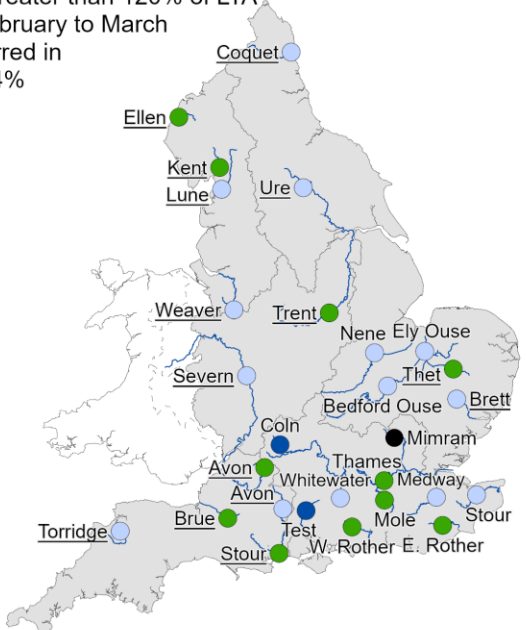 greater than 120% of LTA
bruary to March
rred in
4%
Coquet
Ellen
Kent
Lune
Ure
Weaver
Trent
Nene
Ely Ouse
Severn
Thet
Brett
Bedford Ouse
Coln
Mimram
Thames
Avon
Whitewater
Medway
Avon
Brue
Test
Mole
Stour
Torridge
W. Rother
E. Rother
Stour